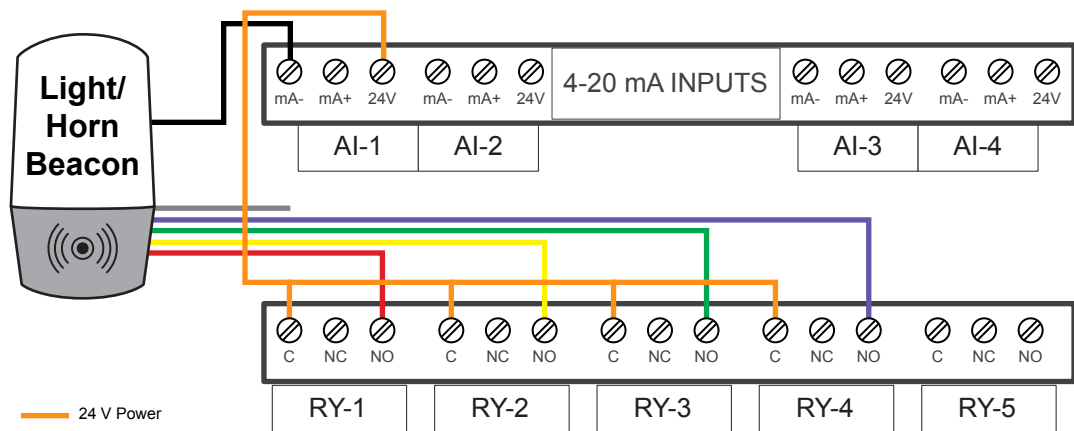 Light/
Horn
Beacon
mA- mA+ 24V mA- mA+ 24V 4-20 mA INPUTS mA- mA+ 24V mA- mA+ 24V
AI-1 AI-2 AI-3 AI-4
C NC NO C NC NO C NC NO C NC NO C NC NO
RY-1 RY-2 RY-3 RY-4 RY-5
24 V Power